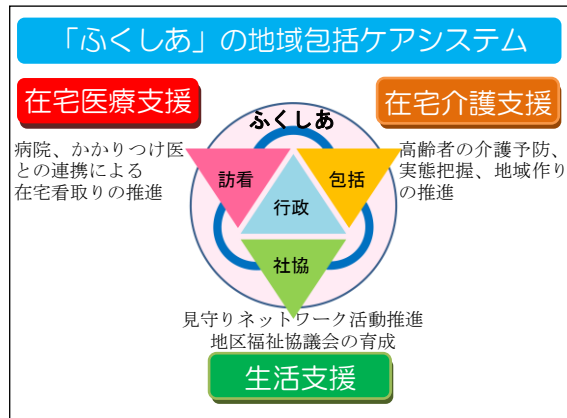 「ふくしあ」の地域包括ケアシステム
在宅医療支援
在宅介護支援
ふくしあ
病院、かかりつけ医
との連携による
在宅看取りの推進
高齢者の介護予防、
実態把握、地域作り
の推進
訪看
包括
行政
社協
見守りネットワーク活動推進
地区福祉協議会の育成
生活支援